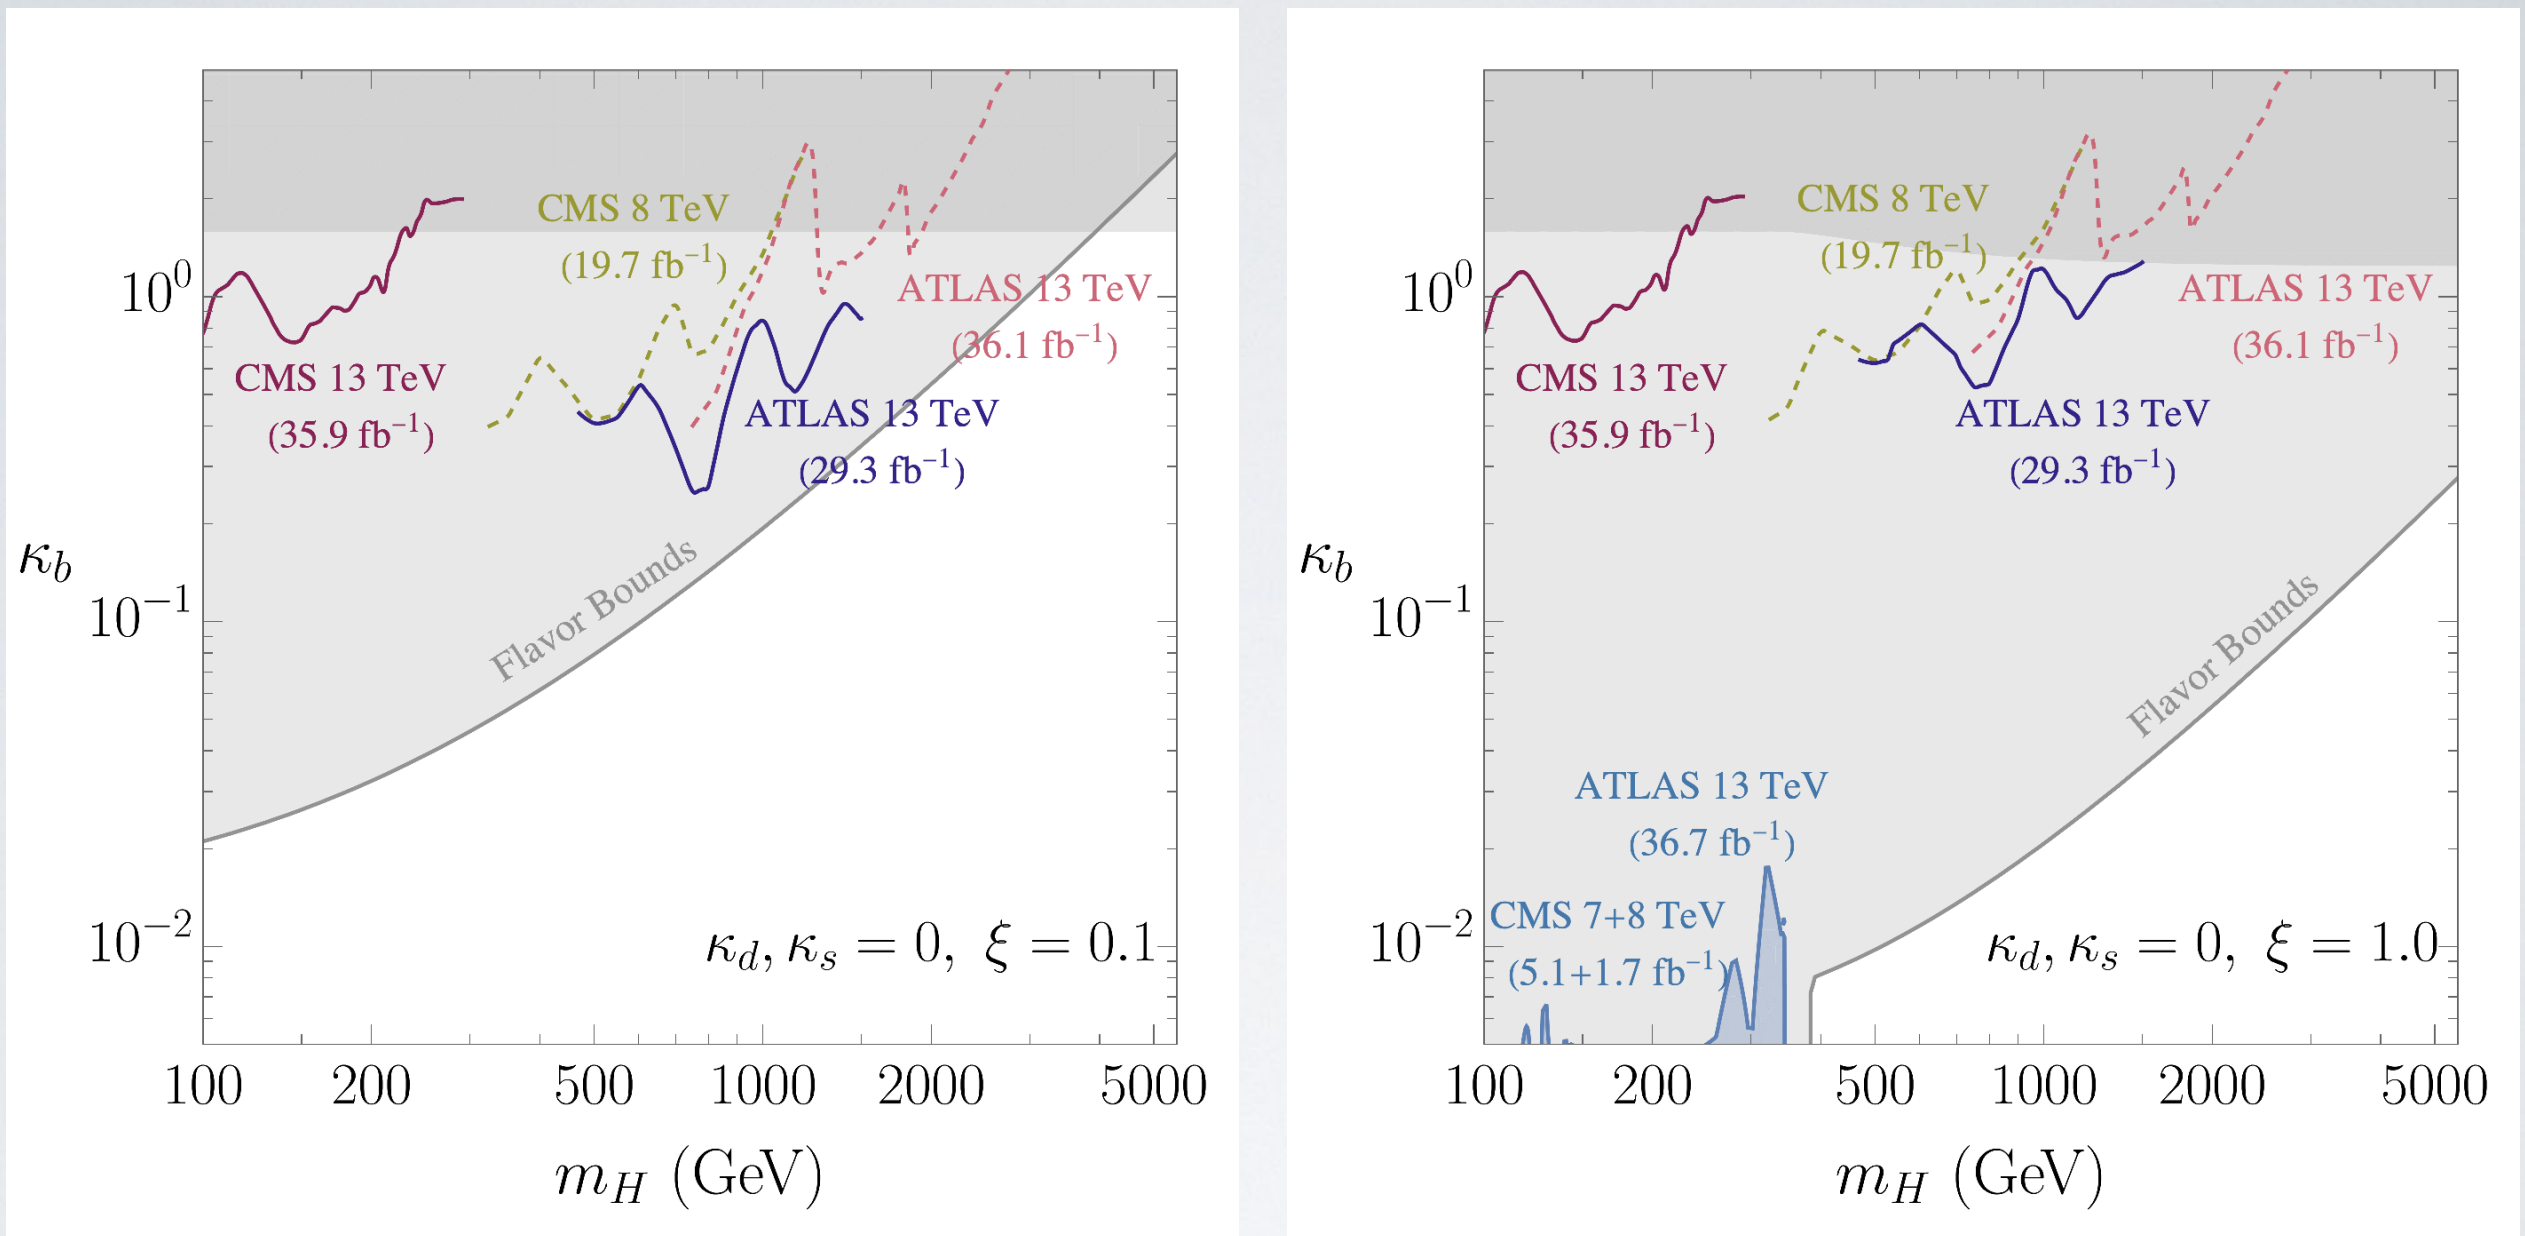 CMS 8 TeV
(19.7 fb⁻¹)
ATLAS 13 TeV
(36.1 fb⁻¹)
CMS 13 TeV
(35.9 fb⁻¹)
ATLAS 13 TeV
(29.3 fb⁻¹)
Flavor Bounds
κ_d, κ_s = 0, ξ = 0.1
κ_b
10⁰
10⁻¹
10⁻²
100 200 500 1000 2000 5000
m_H (GeV)
CMS 8 TeV
(19.7 fb⁻¹)
ATLAS 13 TeV
(36.1 fb⁻¹)
CMS 13 TeV
(35.9 fb⁻¹)
ATLAS 13 TeV
(29.3 fb⁻¹)
Flavor Bounds
ATLAS 13 TeV
(36.7 fb⁻¹)
CMS 7+8 TeV
(5.1+1.7 fb⁻¹)
κ_d, κ_s = 0, ξ = 1.0
κ_b
10⁰
10⁻¹
10⁻²
100 200 500 1000 2000 5000
m_H (GeV)